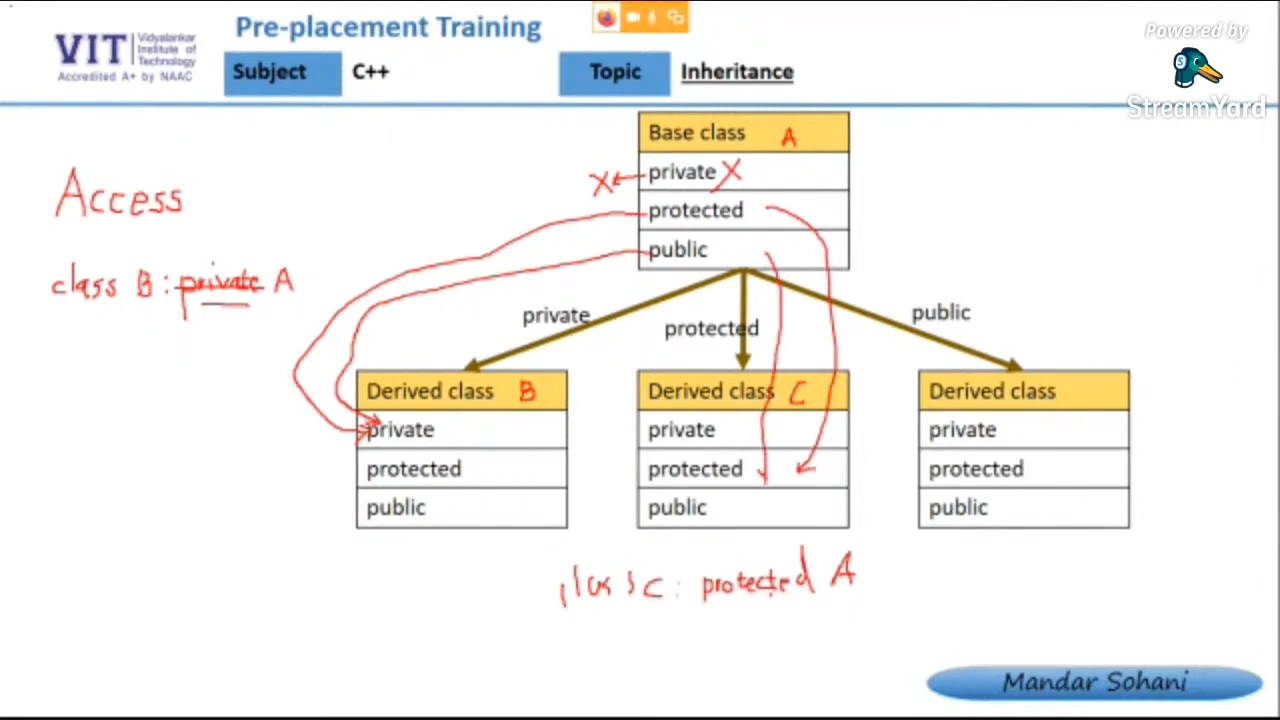 Pre-placement Training
Powered by
VIT Vidyalankar Institute of Technology
Accredited A+ by NAAC
Subject C++ Topic Inheritance
StreamYard
Base class A
private X
X
protected
public
Access
class B : private A
private protected public
Derived class B
private
protected
public
Derived class C
private
protected
public
Derived class
private
protected
public
class C : protected A
Mandar Sohani